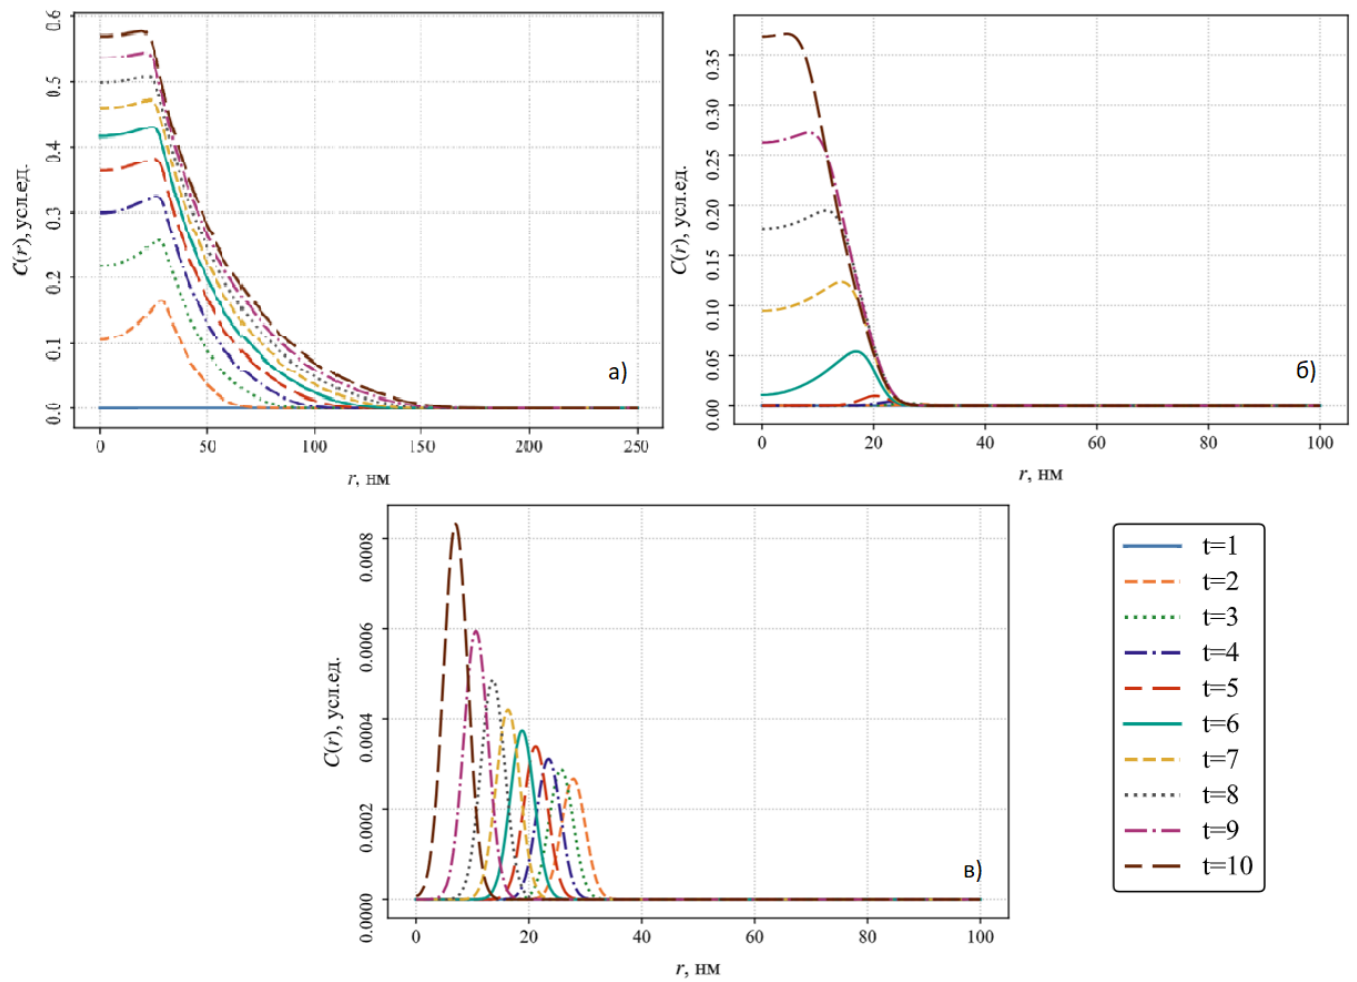 0.6
0.5
0.4
0.3
0.2
0.1
0.0
C(r), усл.ед.
0 50 100 150 200 250
r, нм
а)
0.35
0.30
0.25
0.20
0.15
0.10
0.05
0.00
C(r), усл.ед.
0 20 40 60 80 100
r, нм
б)
0.0008
0.0006
0.0004
0.0002
0.0000
C(r), усл.ед.
0 20 40 60 80 100
r, нм
в)
t=1
t=2
t=3
t=4
t=5
t=6
t=7
t=8
t=9
t=10